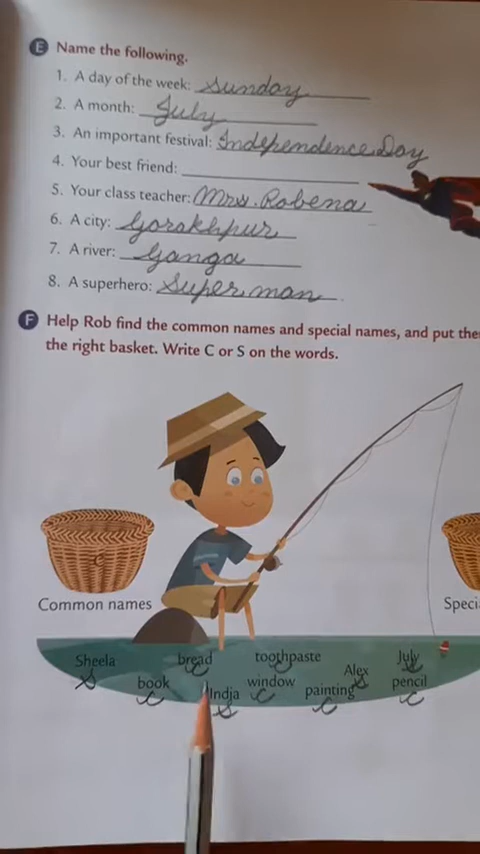 E Name the following.
1. A day of the week: Sunday
2. A month: July
3. An important festival: Independence Day
4. Your best friend:
5. Your class teacher: Mrs. Robena
6. A city: Gorakhpur
7. A river: Ganga
8. A superhero: Superman
F Help Rob find the common names and special names, and put the
the right basket. Write C or S on the words.
C
Common names
Speci
Sheela bread toothpaste Alex July
S C C S S
book India window painting pencil
C S C C C